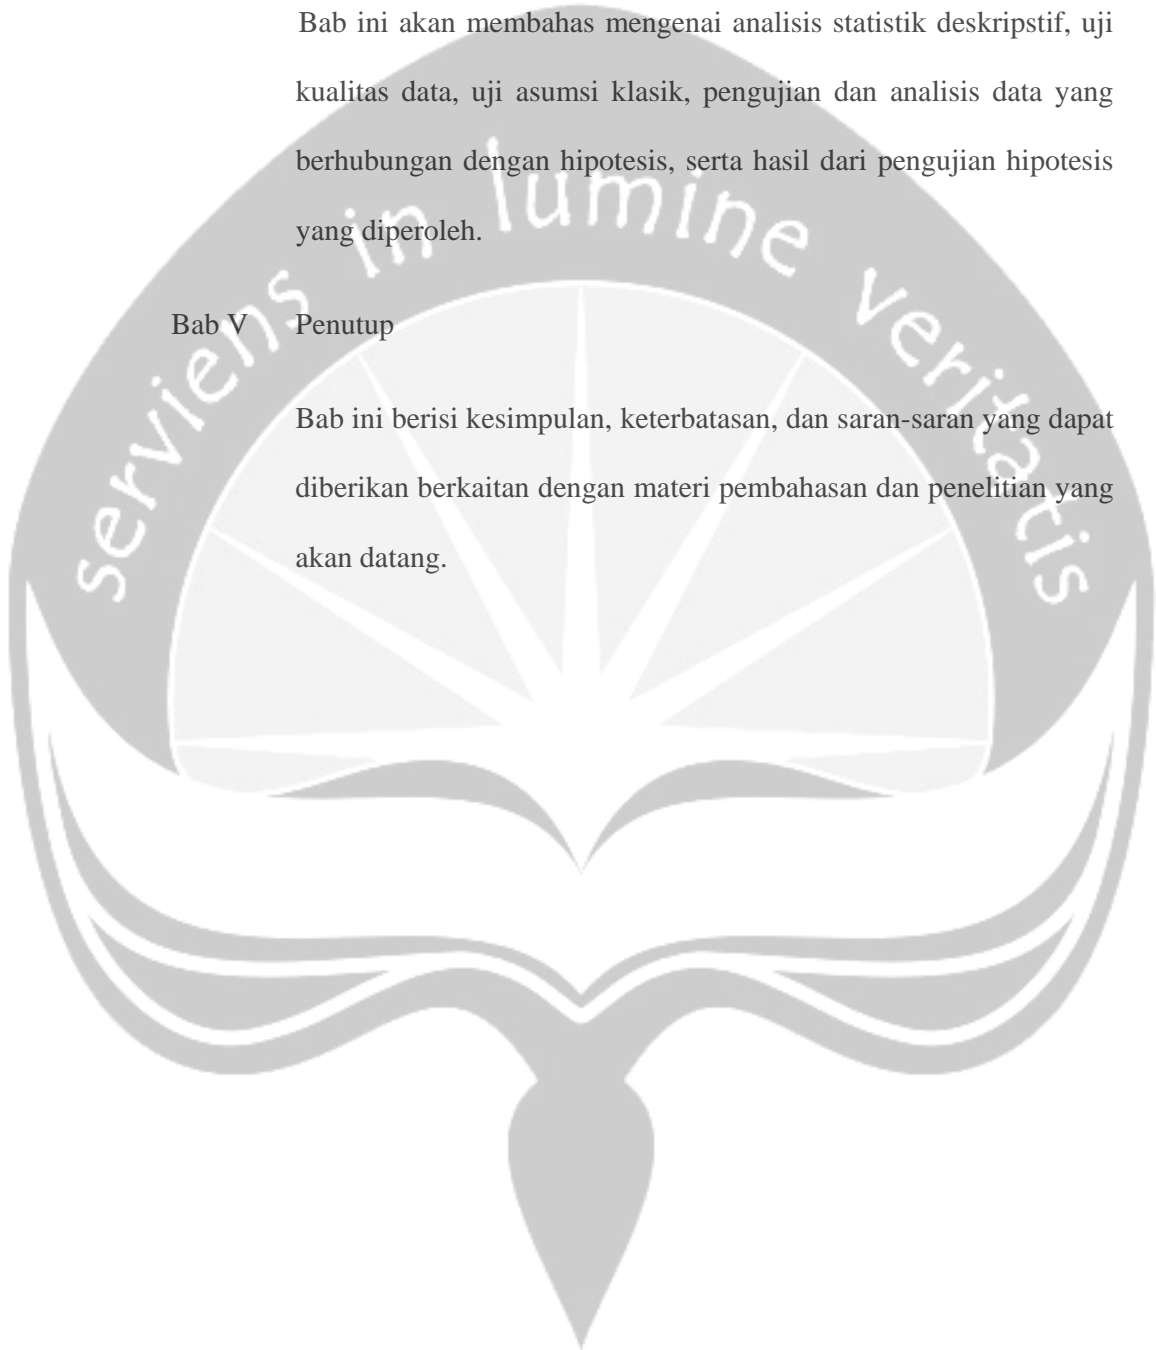 Bab ini akan membahas mengenai analisis statistik deskripstif, uji
kualitas data, uji asumsi klasik, pengujian dan analisis data yang
berhubungan dengan hipotesis, serta hasil dari pengujian hipotesis
yang diperoleh.
serviens in lumine veritatis
Bab V Penutup
Bab ini berisi kesimpulan, keterbatasan, dan saran-saran yang dapat
diberikan berkaitan dengan materi pembahasan dan penelitian yang
akan datang.